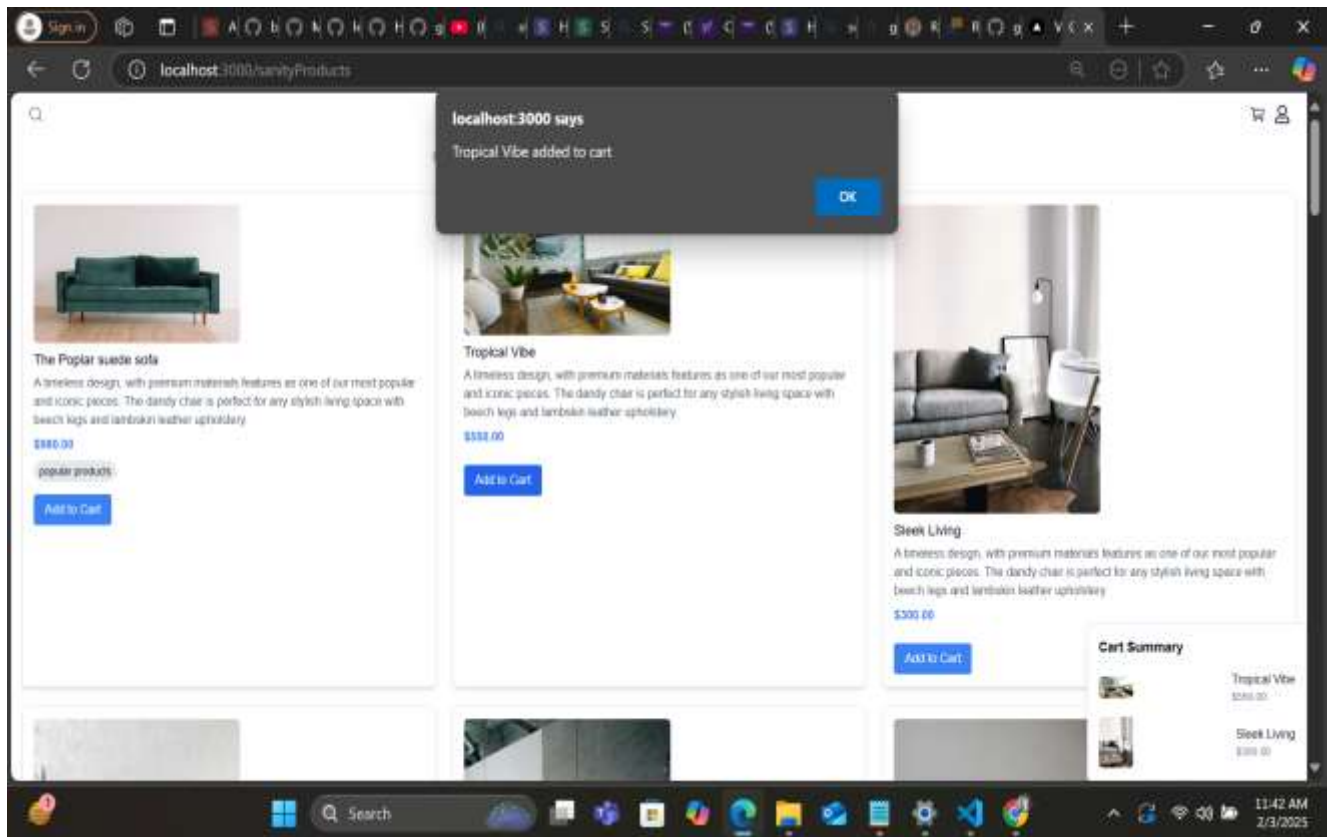 Sign in
localhost:3000/sanityProducts
localhost:3000 says
Tropical Vibe added to cart
OK
The Poplar suede sofa
A timeless design, with premium materials features as one of our most popular
and iconic pieces. The dandy chair is perfect for any stylish living space with
beech legs and lambskin leather upholstery
popular products
Add to Cart
Tropical Vibe
A timeless design, with premium materials features as one of our most popular
and iconic pieces. The dandy chair is perfect for any stylish living space with
beech legs and lambskin leather upholstery
Add to Cart
Sleek Living
A timeless design, with premium materials features as one of our most popular
and iconic pieces. The dandy chair is perfect for any stylish living space with
beech legs and lambskin leather upholstery
$300.00
Add to Cart
Cart Summary
Tropical Vibe
Sleek Living
$300.00
Search
11:42 AM
2/3/2025